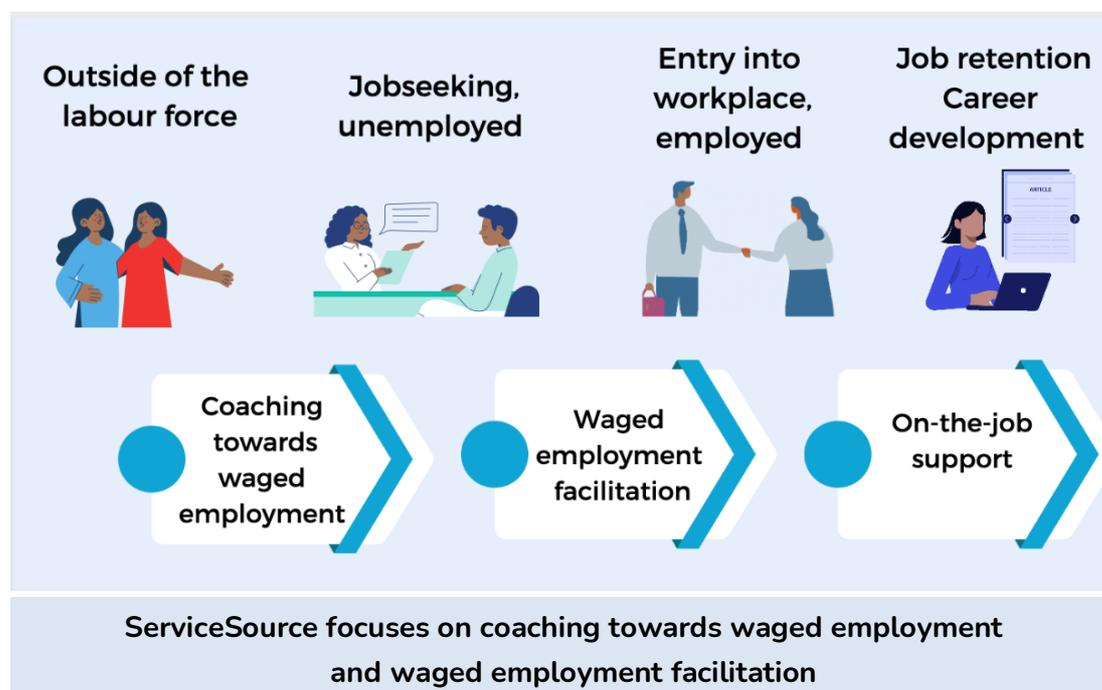 Outside of the
labour force
Jobseeking,
unemployed
Entry into
workplace,
employed
Job retention
Career
development
ARTICLE
Coaching
towards
waged
employment
Waged
employment
facilitation
On-the-job
support
ServiceSource focuses on coaching towards waged employment
and waged employment facilitation